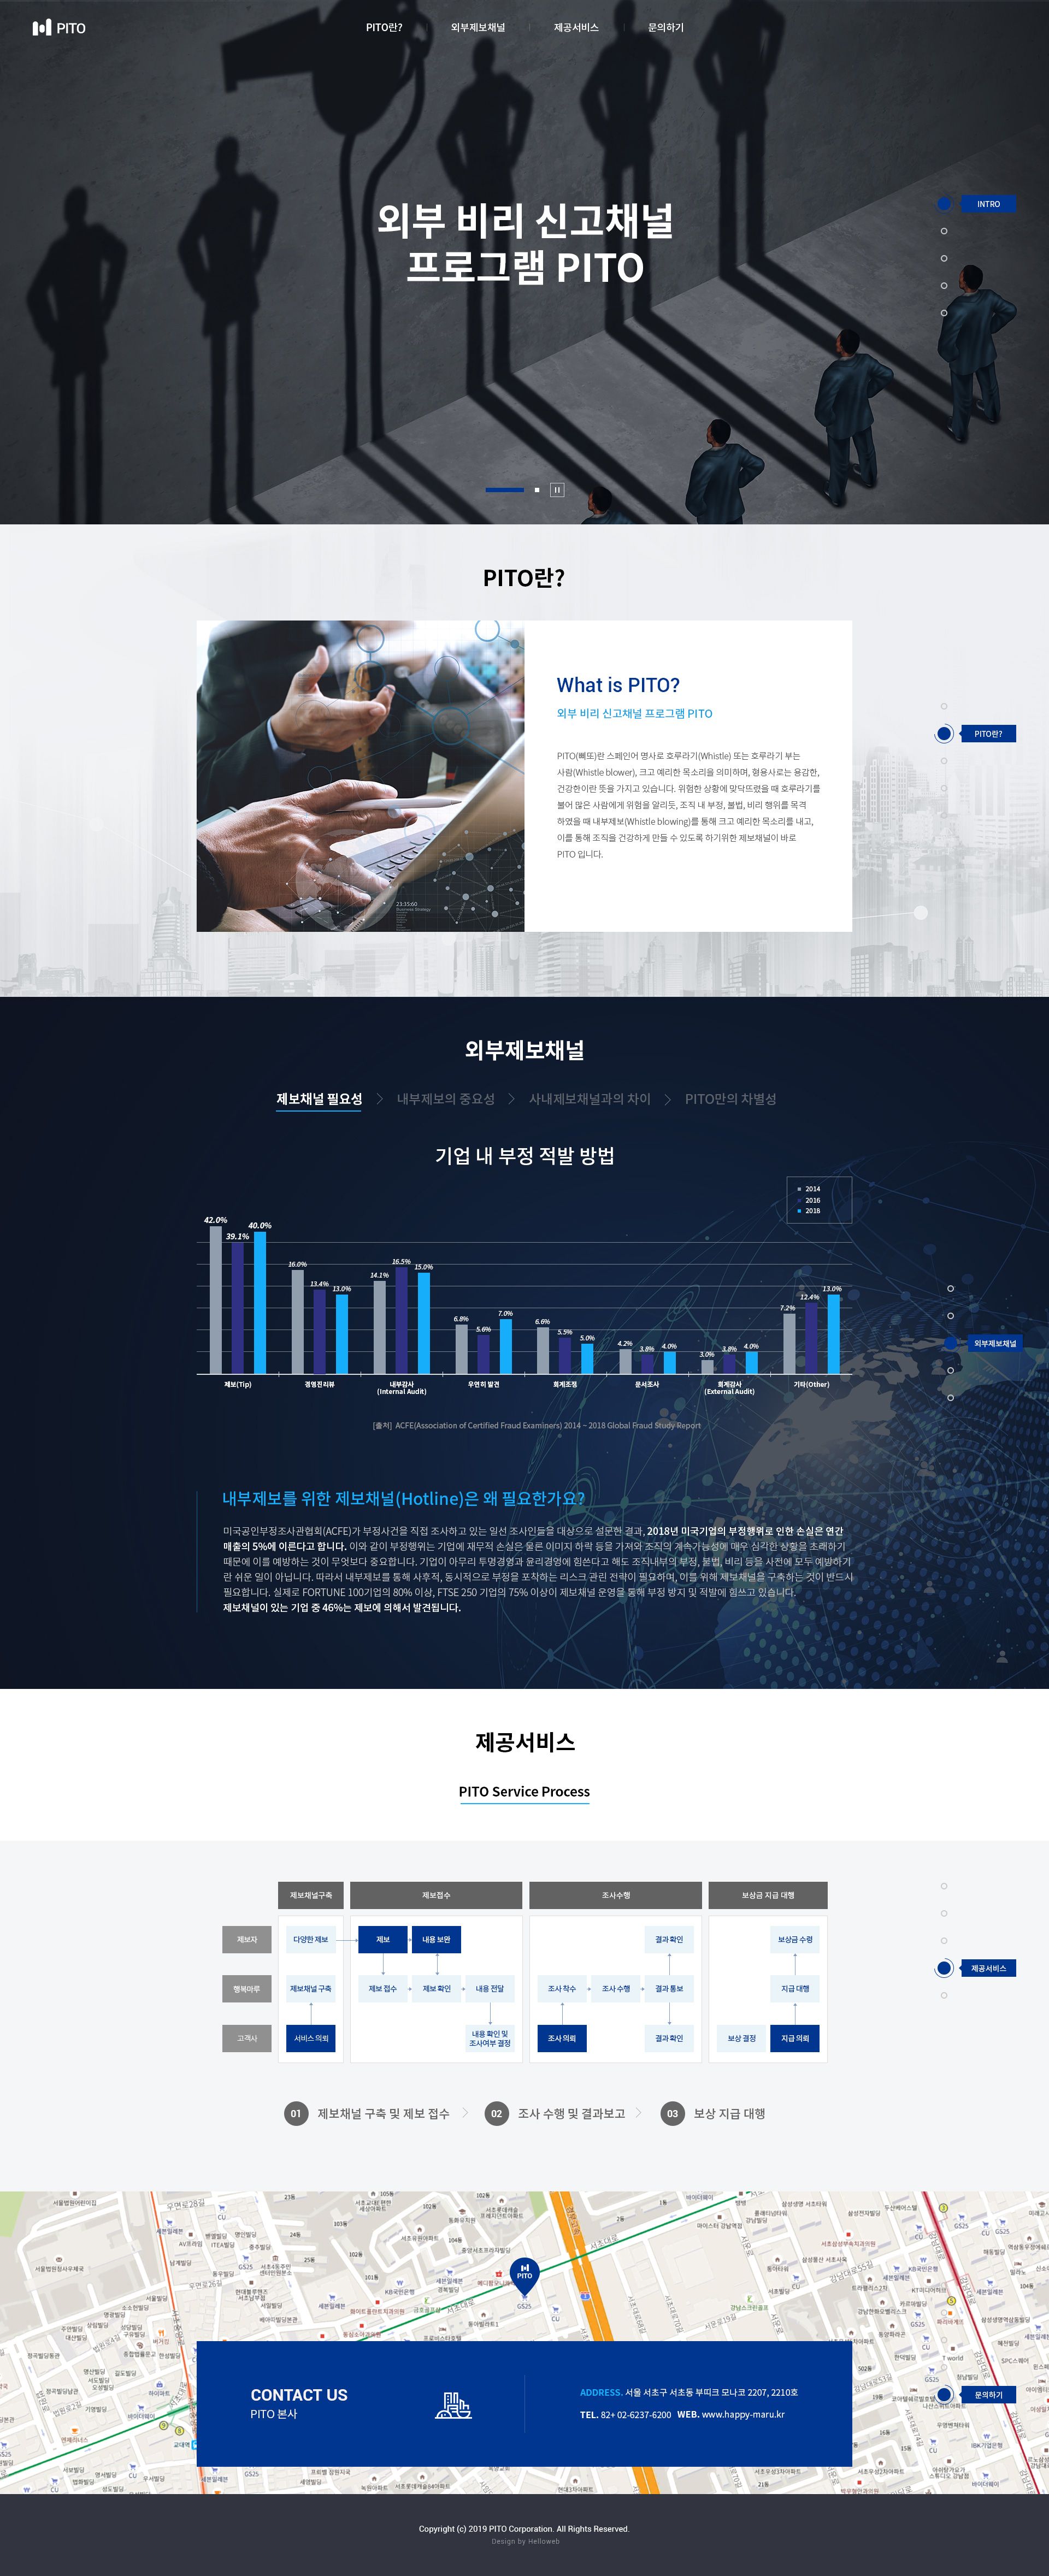 PITO
PITO란?
외부제보채널
제공서비스
문의하기
외부 비리 신고채널
프로그램 PITO
INTRO
PITO란?
What is PITO?
외부 비리 신고채널 프로그램 PITO
PITO란?
PITO(삐또)란 스페인어 명사로 호루라기(Whistle) 또는 호루라기 부는
사람(Whistle blower), 크고 예리한 목소리를 의미하며, 형용사로는 용감한,
건강한이란 뜻을 가지고 있습니다. 위험한 상황에 맞닥뜨렸을 때 호루라기를
불어 많은 사람에게 위험을 알리듯, 조직 내 부정, 불법, 비리 행위를 목격
하였을 때 내부제보(Whistle blowing)를 통해 크고 예리한 목소리를 내고,
이를 통해 조직을 건강하게 만들 수 있도록 하기위한 제보채널이 바로
PITO 입니다.
23:35:60
Business Strategy
외부제보채널
제보채널 필요성
내부제보의 중요성
사내제보채널과의 차이
PITO만의 차별성
기업 내 부정 적발 방법
2014
2016
2018
42.0% 39.1% 40.0%
16.0% 13.4% 13.0%
14.1% 16.5% 15.0%
6.8% 5.6% 7.0%
6.6% 5.5% 5.0%
4.2% 3.8% 4.0%
3.0% 3.8% 4.0%
7.2% 12.4% 13.0%
제보(Tip)
경영진리뷰
내부감사
(Internal Audit)
우연히 발견
회계조정
문서조사
회계감사
(External Audit)
기타(Other)
외부제보채널
[출처] ACFE(Association of Certified Fraud Examiners) 2014 ~ 2018 Global Fraud Study Report
내부제보를 위한 제보채널(Hotline)은 왜 필요한가요?
미국공인부정조사관협회(ACFE)가 부정사건을 직접 조사하고 있는 일선 조사인들을 대상으로 설문한 결과, 2018년 미국기업의 부정행위로 인한 손실은 연간
매출의 5%에 이른다고 합니다. 이와 같이 부정행위는 기업에 재무적 손실은 물론 이미지 하락 등을 가져와 조직의 계속가능성에 매우 심각한 상황을 초래하기
때문에 이를 예방하는 것이 무엇보다 중요합니다. 기업이 아무리 투명경영과 윤리경영에 힘쓴다고 해도 조직내부의 부정, 불법, 비리 등을 사전에 모두 예방하기
란 쉬운 일이 아닙니다. 따라서 내부제보를 통해 사후적, 동시적으로 부정을 포착하는 리스크 관리 전략이 필요하며, 이를 위해 제보채널을 구축하는 것이 반드시
필요합니다. 실제로 FORTUNE 100기업의 80% 이상, FTSE 250 기업의 75% 이상이 제보채널 운영을 통해 부정 방지 및 적발에 힘쓰고 있습니다.
제보채널이 있는 기업 중 46%는 제보에 의해서 발견됩니다.
제공서비스
PITO Service Process
제보채널구축
제보접수
조사수행
보상금 지급 대행
제보자
다양한 제보
제보
내용 보완
결과 확인
보상금 수령
행복마루
제보채널 구축
제보 접수
제보 확인
내용 전달
조사 착수
조사 수행
결과 통보
지급 대행
고객사
서비스 의뢰
내용 확인 및
조사여부 결정
조사 의뢰
결과 확인
보상 결정
지급 의뢰
제공서비스
01 제보채널 구축 및 제보 접수
02 조사 수행 및 결과보고
03 보상 지급 대행
PITO
GS25
CONTACT US
PITO 본사
ADDRESS. 서울 서초구 서초동 부띠크 모나코 2207, 2210호
TEL. 82+ 02-6237-6200 WEB. www.happy-maru.kr
문의하기
Copyright (c) 2019 PITO Corporation. All Rights Reserved.
Design by Helloweb